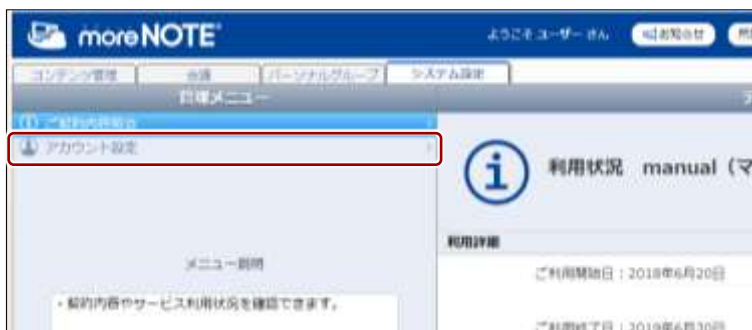 moreNOTE
ようこそ ユーザー さん
お知らせ
コンテンツ管理
会議
パーソナルグループ
システム設定
管理メニュー
ご契約内容照会
アカウント設定
利用状況 manual（マ
利用詳細
メニュー説明
ご利用開始日：2018年6月20日
・契約内容やサービス利用状況を確認できます。
ご利用終了日：2019年6月30日